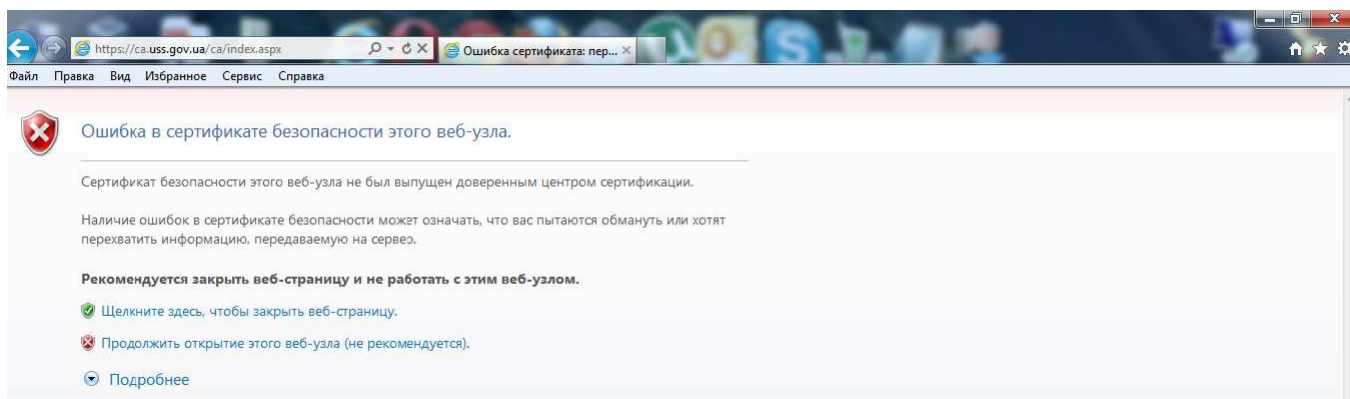 https://ca.uss.gov.ua/ca/index.aspx
Ошибка сертификата: пер...
Файл Правка Вид Избранное Сервис Справка
Ошибка в сертификате безопасности этого веб-узла.
Сертификат безопасности этого веб-узла не был выпущен доверенным центром сертификации.
Наличие ошибок в сертификате безопасности может означать, что вас пытаются обмануть или хотят
перехватить информацию, передаваемую на сервер.
Рекомендуется закрыть веб-страницу и не работать с этим веб-узлом.
Щелкните здесь, чтобы закрыть веб-страницу.
Продолжить открытие этого веб-узла (не рекомендуется).
Подробнее